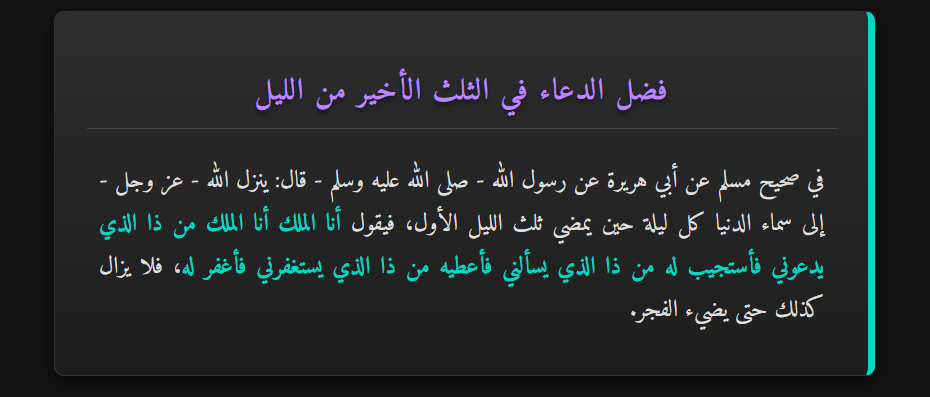 فضل الدعاء في الثلث الأخير من الليل
في صحيح مسلم عن أبي هريرة عن رسول الله - صلى الله عليه وسلم - قال: ينزل الله - عز وجل -
إلى سماء الدنيا كل ليلة حين يمضي ثلث الليل الأول، فيقول أنا الملك أنا الملك من ذا الذي
يدعوني فأستجيب له من ذا الذي يسألني فأعطيه من ذا الذي يستغفرني فأغفر له، فلا يزال
كذلك حتى يضيء الفجر.